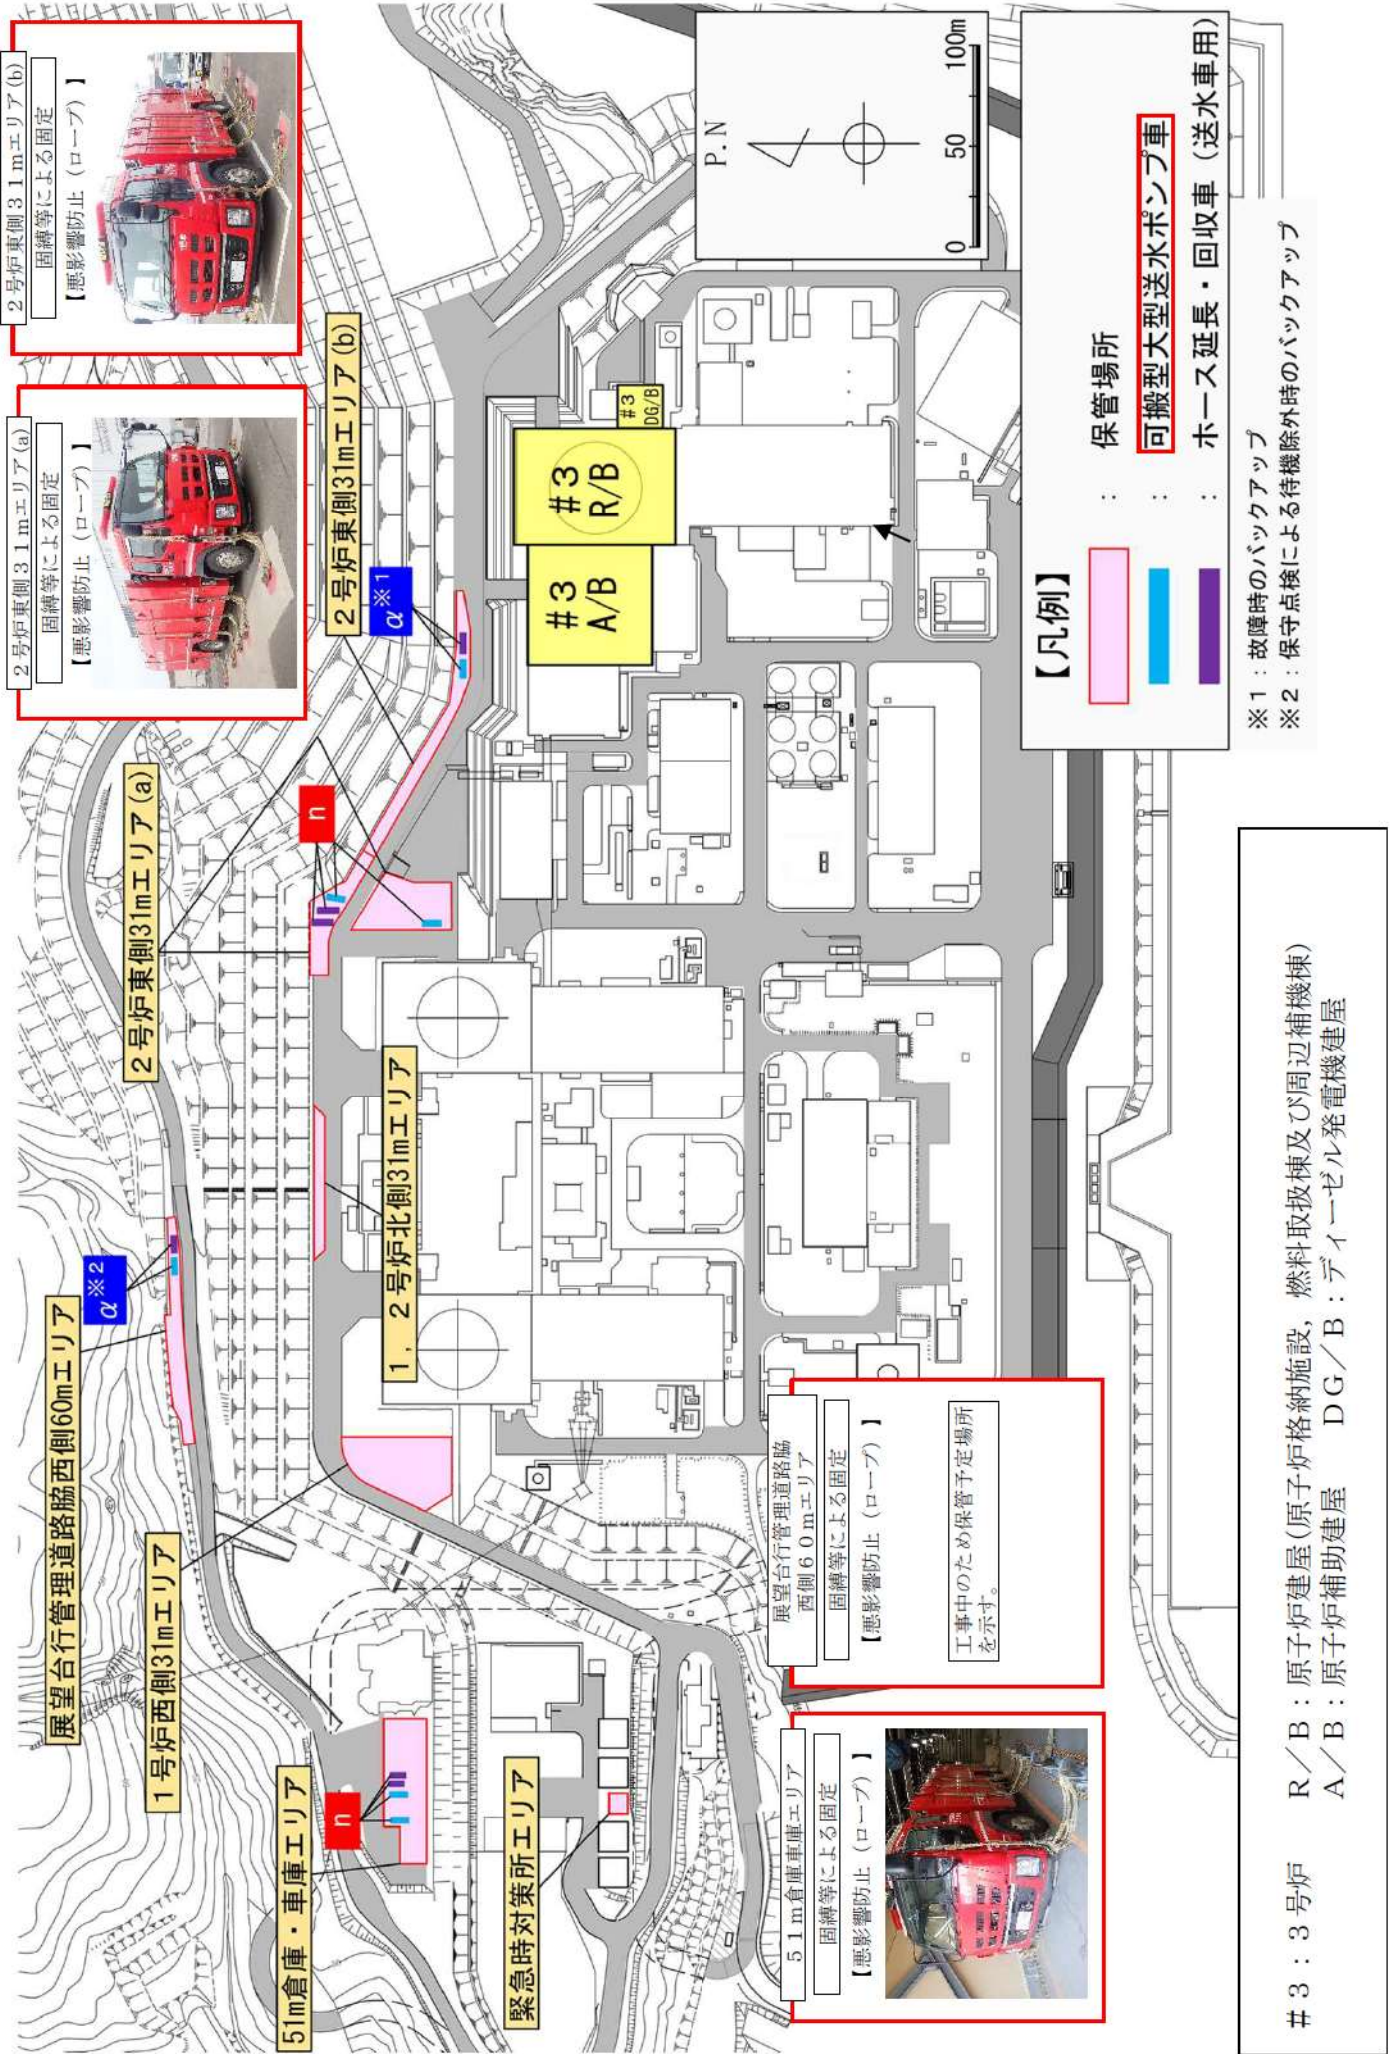 ２号炉東側３１ｍエリア(a)
固縛等による固定
【悪影響防止（ロープ）】
２号炉東側３１ｍエリア(b)
固縛等による固定
【悪影響防止（ロープ）】
展望台行管理道路脇西側60mエリア
α※2
２号炉東側31mエリア(a)
n
２号炉東側31mエリア(b)
α※1
１号炉西側31mエリア
１，２号炉北側31mエリア
51m倉庫・車庫エリア
n
緊急時対策所エリア
#3
A/B
#3
R/B
#3
DG/B
P.N
0 50 100m
５１ｍ倉庫車庫エリア
固縛等による固定
【悪影響防止（ロープ）】
展望台行管理道路脇
西側６０ｍエリア
固縛等による固定
【悪影響防止（ロープ）】
工事中のため保管予定場所
を示す。
【凡例】
： 保管場所
： 可搬型大型送水ポンプ車
： ホース延長・回収車（送水車用）
※１：故障時のバックアップ
※２：保守点検による待機除外時のバックアップ
＃３：３号炉 Ｒ／Ｂ：原子炉建屋(原子炉格納施設，燃料取扱棟及び周辺補機棟)
Ａ／Ｂ：原子炉補助建屋 ＤＧ／Ｂ：ディーゼル発電機建屋